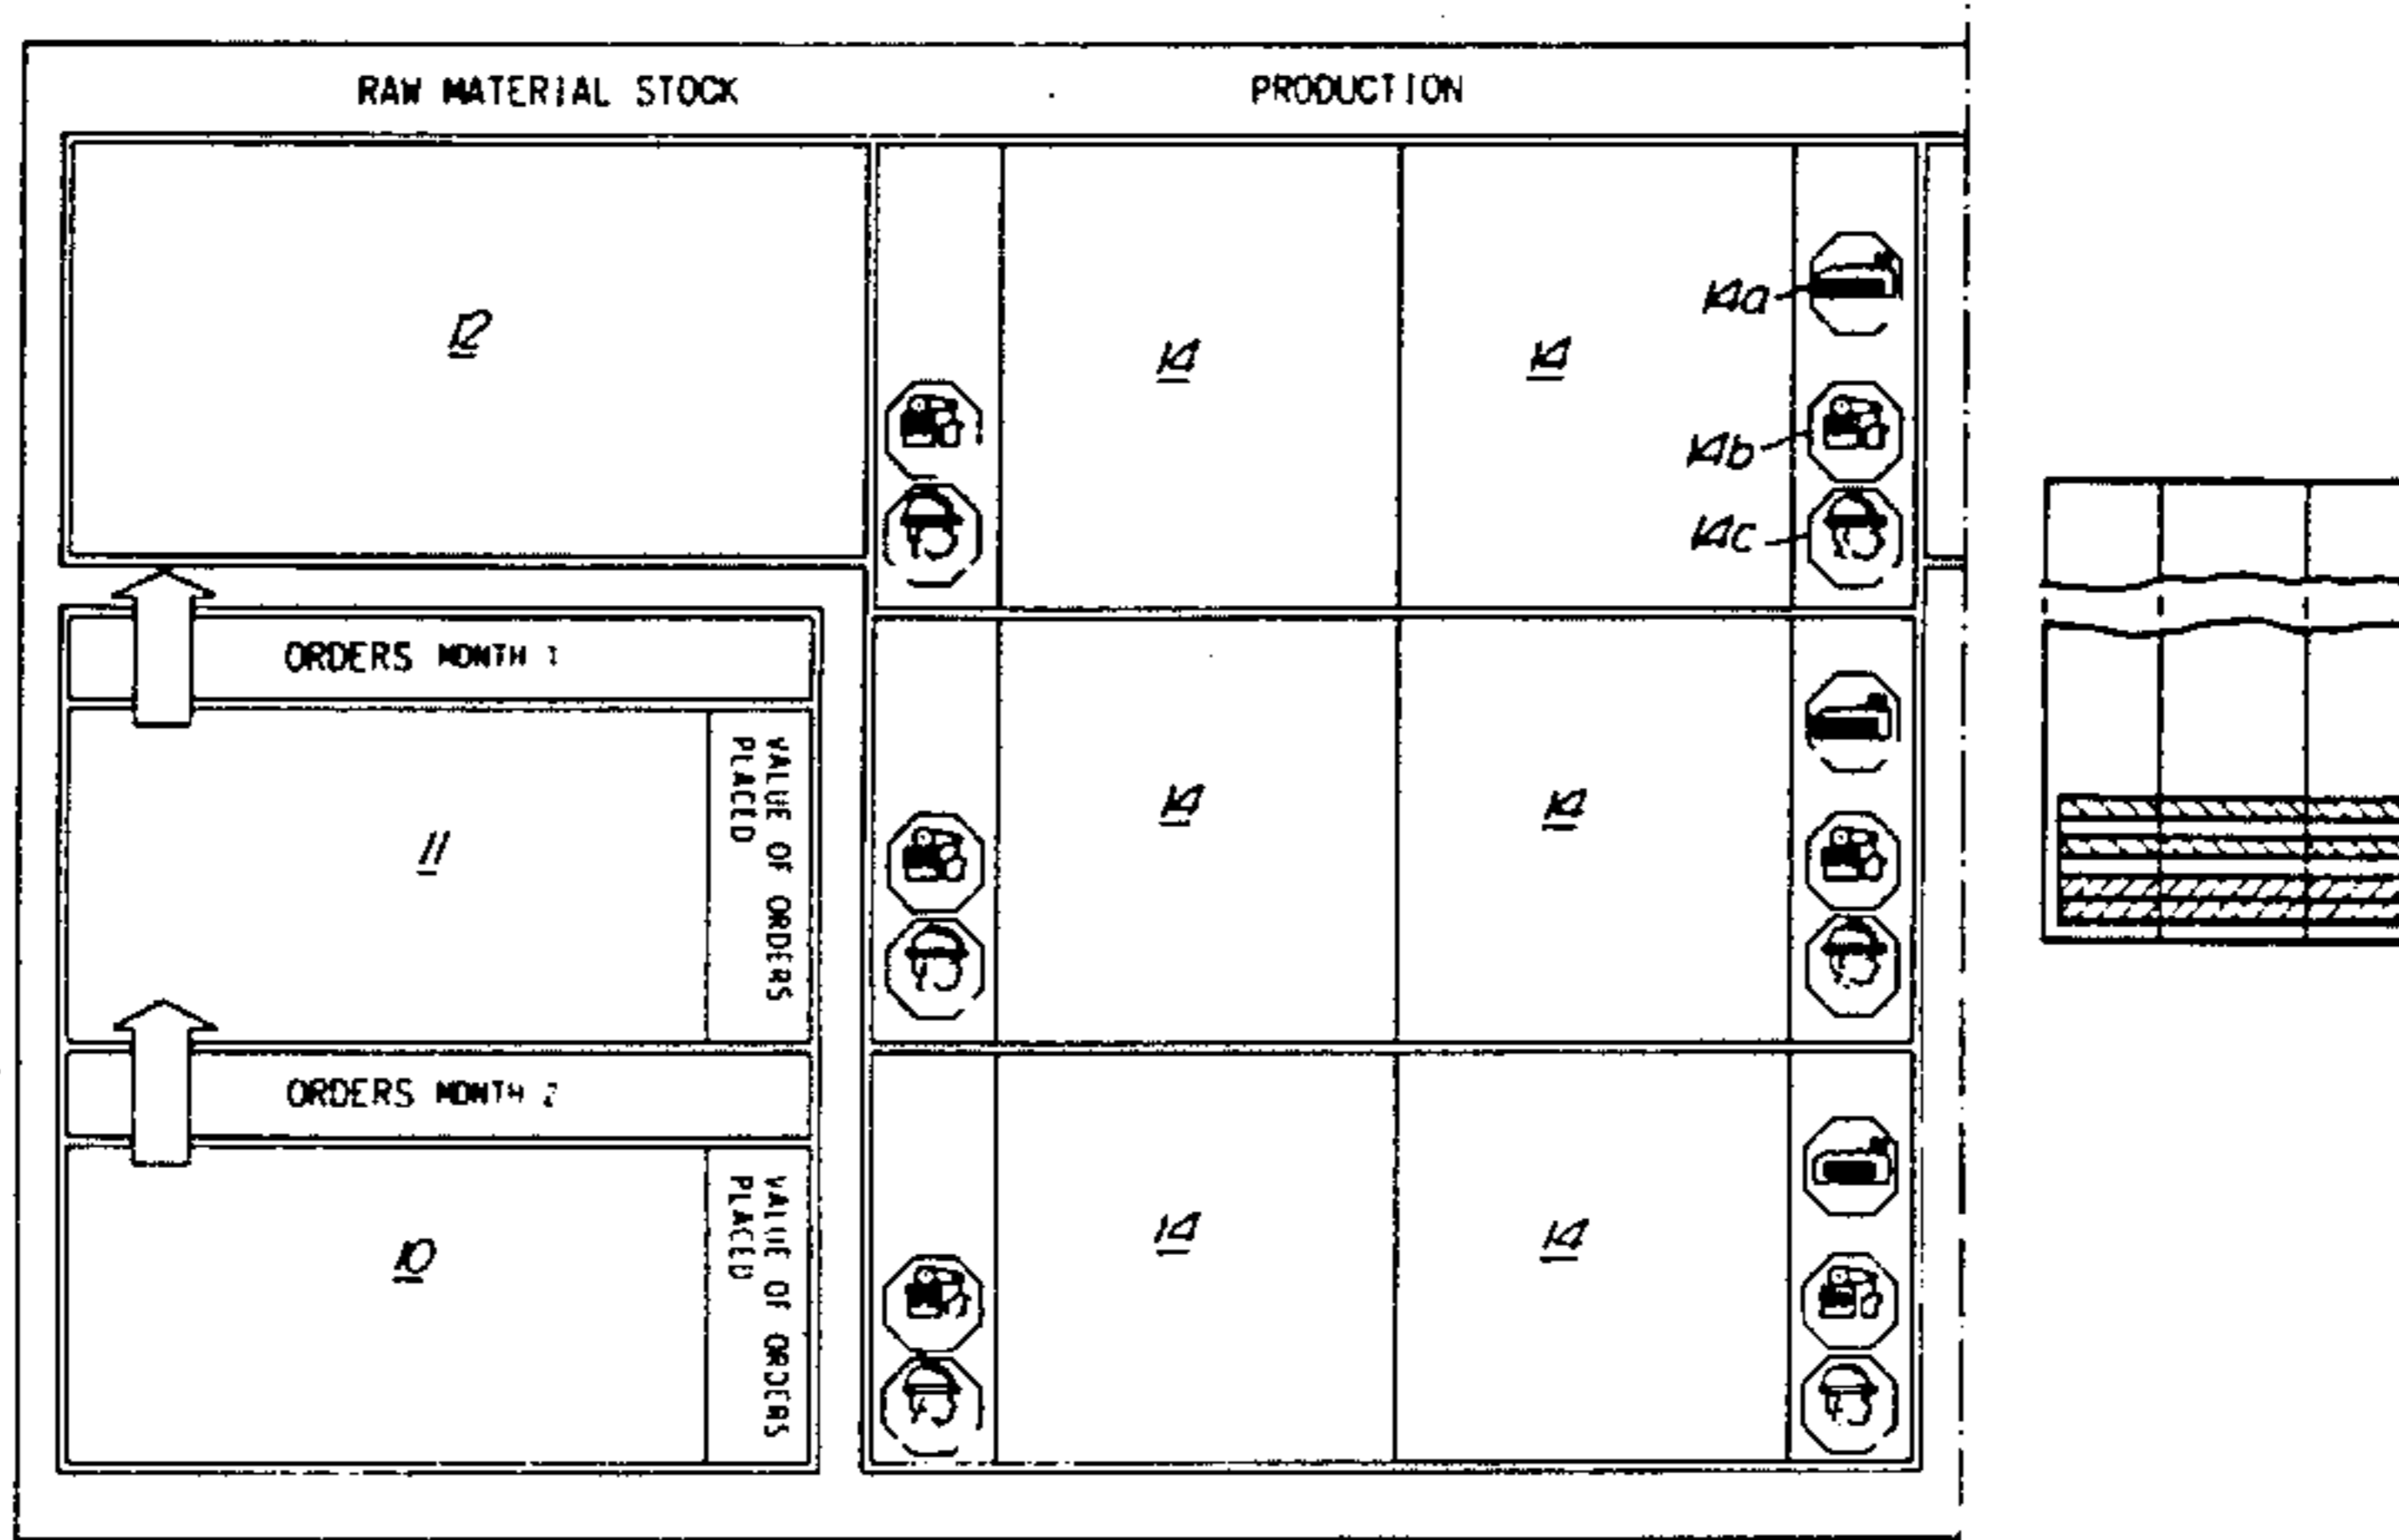 RAW MATERIAL STOCK
PRODUCTION
12
14
14
14a
14b
14c
ORDERS MONTH 1
11
VALUE OF ORDERS
PLACED
14
14
ORDERS MONTH 2
10
VALUE OF ORDERS
PLACED
14
14